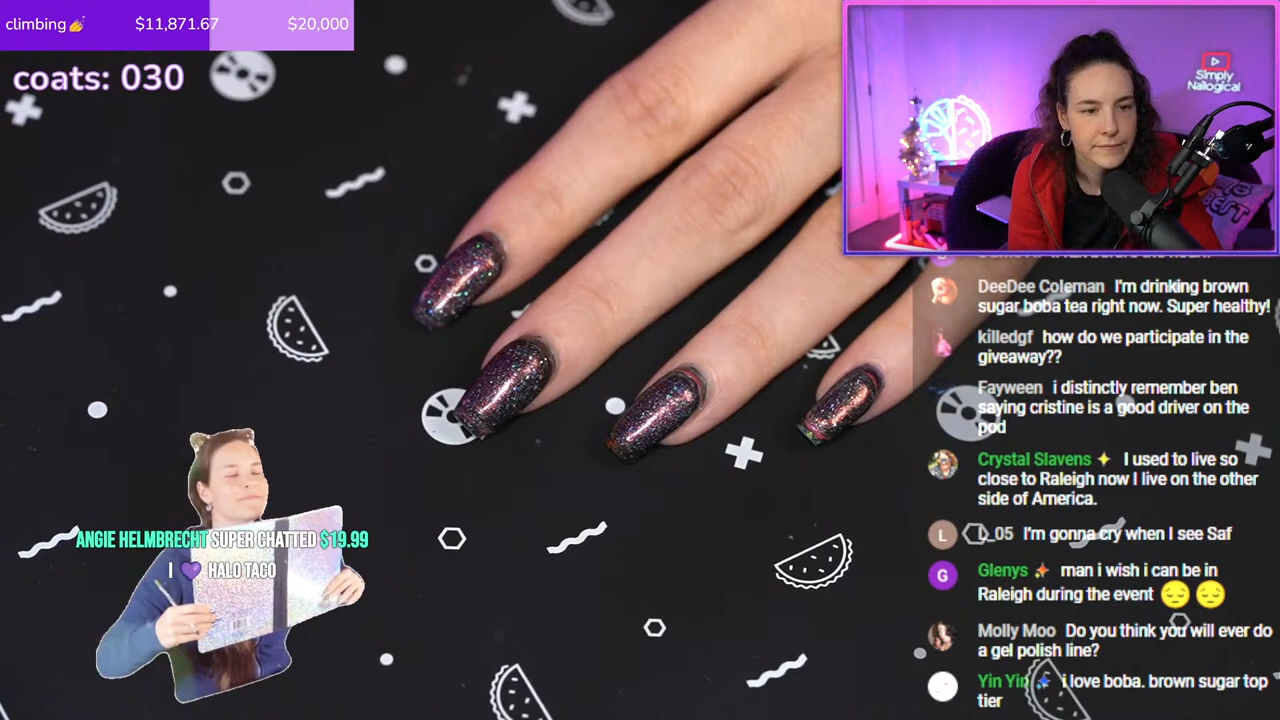 climbing💅 $11,871.67 $20,000
coats: 030
Simply
Nailogical
DeeDee Coleman I'm drinking brown
sugar boba tea right now. Super healthy!
killedgf how do we participate in the
giveaway??
Fayween i distinctly remember ben
saying cristine is a good driver on the
pod
Crystal Slavens I used to live so
close to Raleigh now I live on the other
side of America.
L
L_05 I'm gonna cry when I see Saf
G
Glenys man i wish i can be in
Raleigh during the event 😔 😔
Molly Moo Do you think you will ever do
a gel polish line?
Yin Yin i love boba. brown sugar top
tier
ANGIE HELMBRECHT SUPER CHATTED $19.99
I 💜 HALO TACO